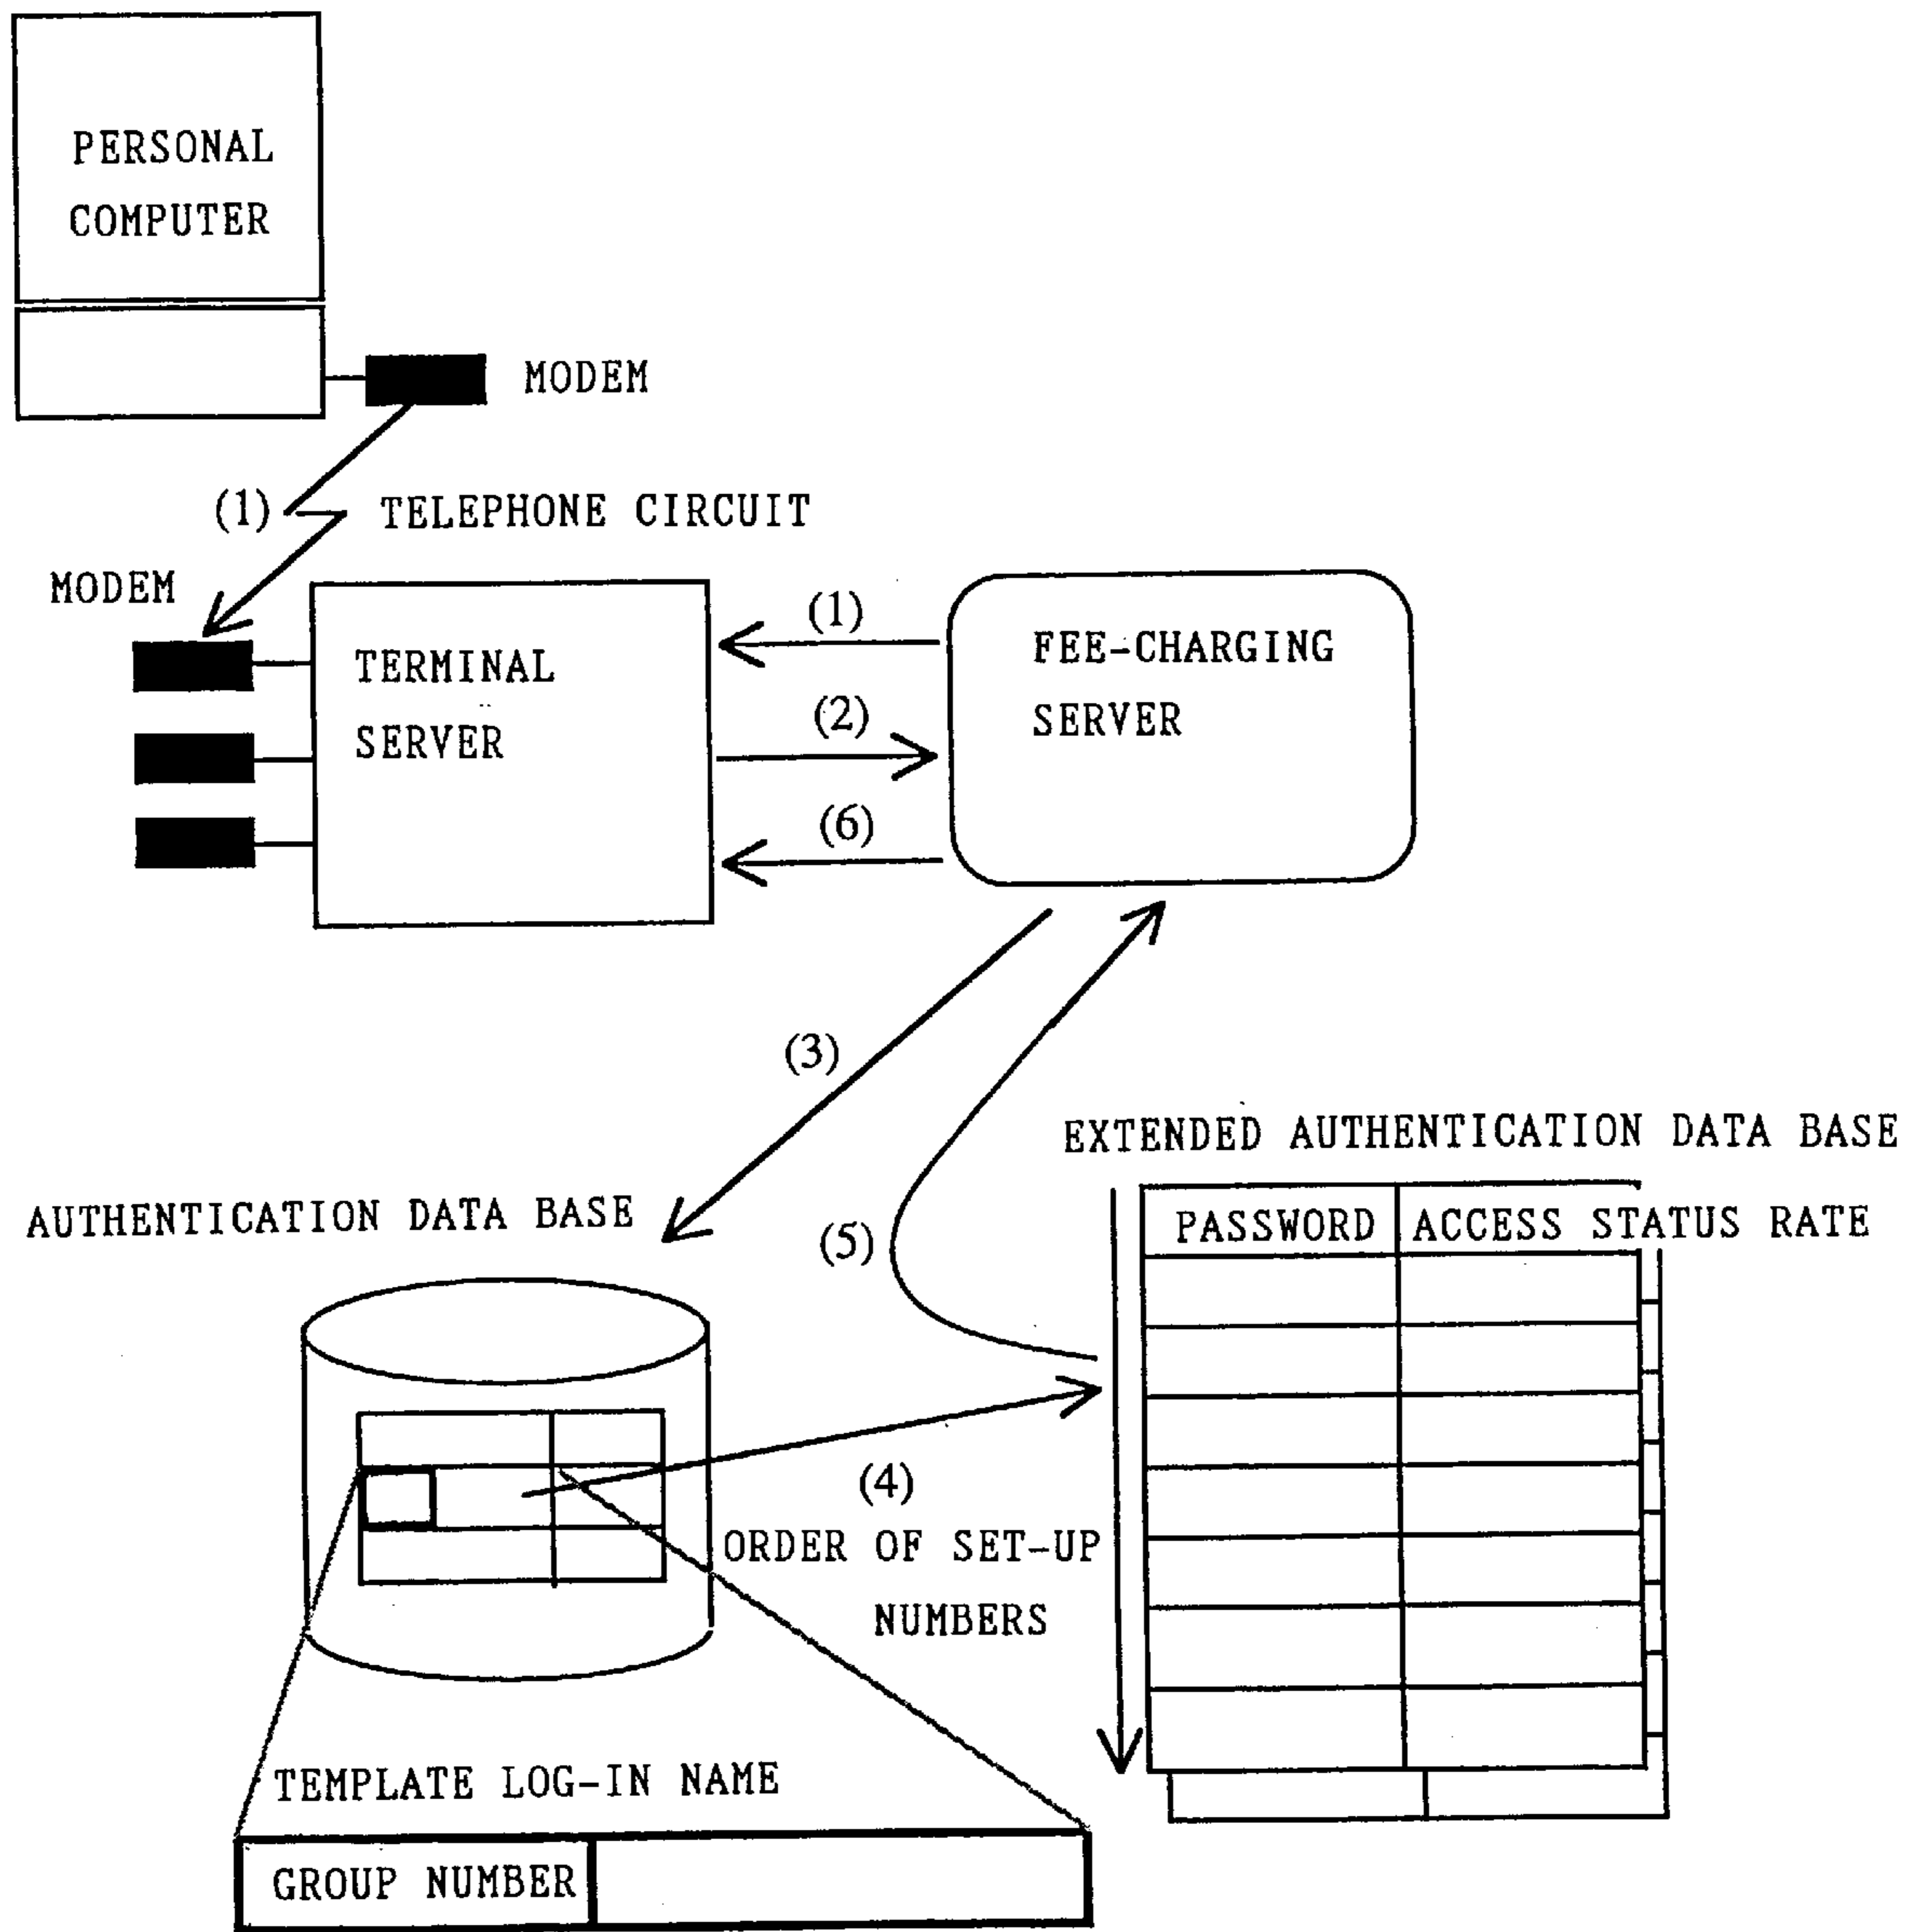 PERSONAL
COMPUTER
MODEM
(1)
TELEPHONE CIRCUIT
MODEM
TERMINAL
SERVER
(1)
(2)
(6)
FEE-CHARGING
SERVER
(3)
EXTENDED AUTHENTICATION DATA BASE
AUTHENTICATION DATA BASE
(5)
PASSWORD ACCESS STATUS RATE
(4)
ORDER OF SET-UP
NUMBERS
TEMPLATE LOG-IN NAME
GROUP NUMBER